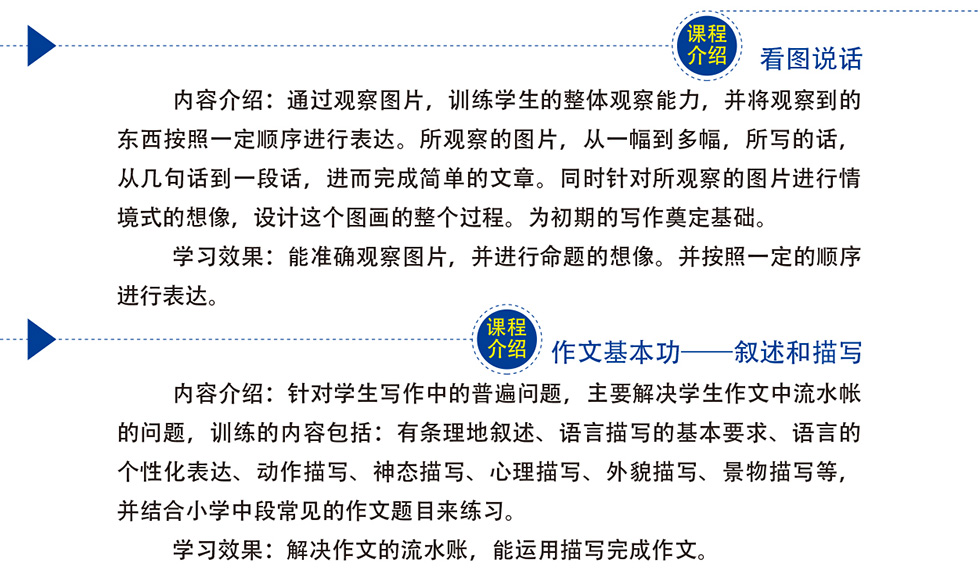 课程
介绍
看图说话
内容介绍：通过观察图片，训练学生的整体观察能力，并将观察到的
东西按照一定顺序进行表达。所观察的图片，从一幅到多幅，所写的话，
从几句话到一段话，进而完成简单的文章。同时针对所观察的图片进行情
境式的想像，设计这个图画的整个过程。为初期的写作奠定基础。
学习效果：能准确观察图片，并进行命题的想像。并按照一定的顺序
进行表达。
课程
介绍
作文基本功——叙述和描写
内容介绍：针对学生写作中的普遍问题，主要解决学生作文中流水帐
的问题，训练的内容包括：有条理地叙述、语言描写的基本要求、语言的
个性化表达、动作描写、神态描写、心理描写、外貌描写、景物描写等，
并结合小学中段常见的作文题目来练习。
学习效果：解决作文的流水账，能运用描写完成作文。